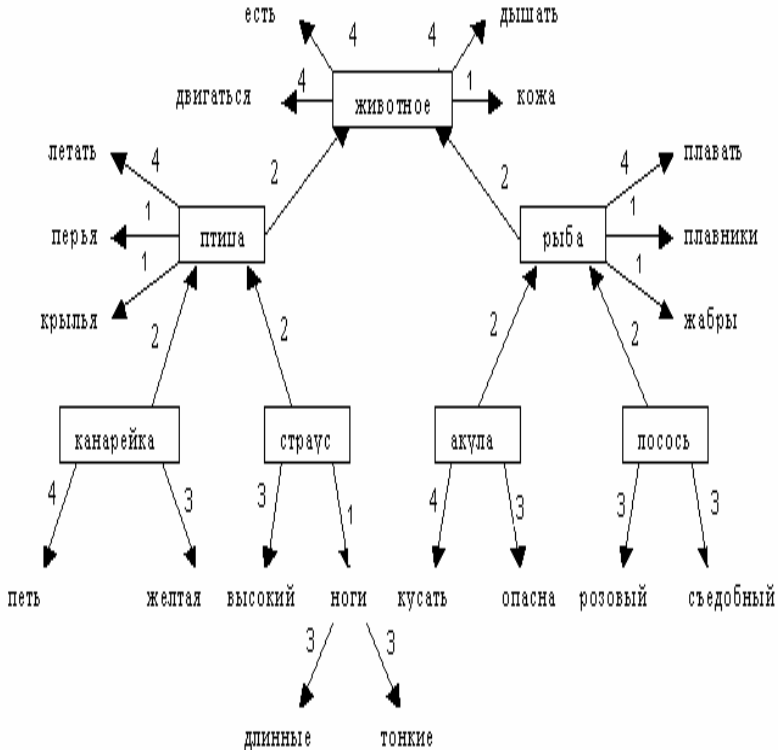 есть
дышать
4
4
двигаться
4
животное
1
кожа
летать
4
2
2
4
плавать
перья
1
птица
рыба
1
плавники
крылья
1
1
жабры
2
2
2
2
канарейка
страус
акула
лосось
4
3
3
1
4
3
3
3
петь
желтая
высокий
ноги
кусать
опасна
розовый
съедобный
3
3
длинные
тонкие